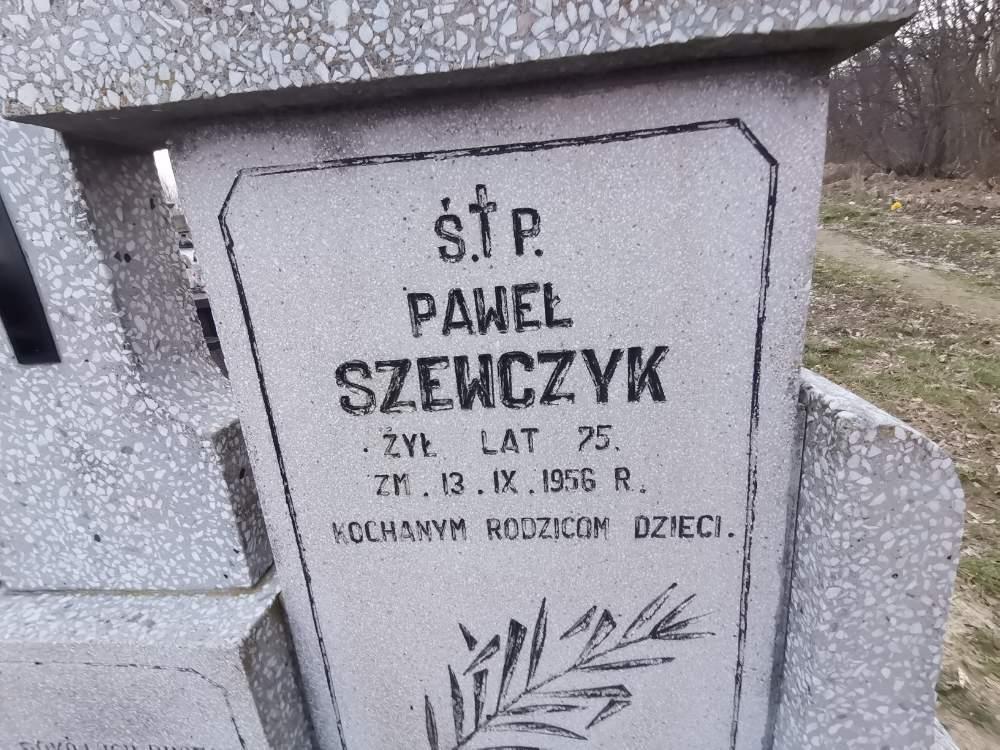 Ś.†P.
PAWEŁ
SZEWCZYK
ŻYŁ LAT 75.
ZM. 13. IX. 1956 R.
KOCHANYM RODZICOM DZIECI.